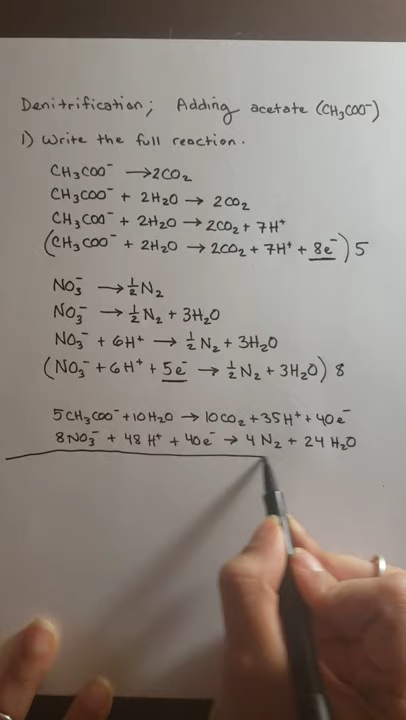 Denitrification; Adding acetate (CH₃COO⁻)
1) Write the full reaction.
CH₃COO⁻ → 2CO₂
CH₃COO⁻ + 2H₂O → 2CO₂
CH₃COO⁻ + 2H₂O → 2CO₂ + 7H⁺
(CH₃COO⁻ + 2H₂O → 2CO₂ + 7H⁺ + 8e⁻) 5
NO₃⁻ → ½N₂
NO₃⁻ → ½N₂ + 3H₂O
NO₃⁻ + 6H⁺ → ½N₂ + 3H₂O
(NO₃⁻ + 6H⁺ + 5e⁻ → ½N₂ + 3H₂O) 8
5CH₃COO⁻ + 10H₂O → 10CO₂ + 35H⁺ + 40e⁻
8NO₃⁻ + 48H⁺ + 40e⁻ → 4N₂ + 24H₂O